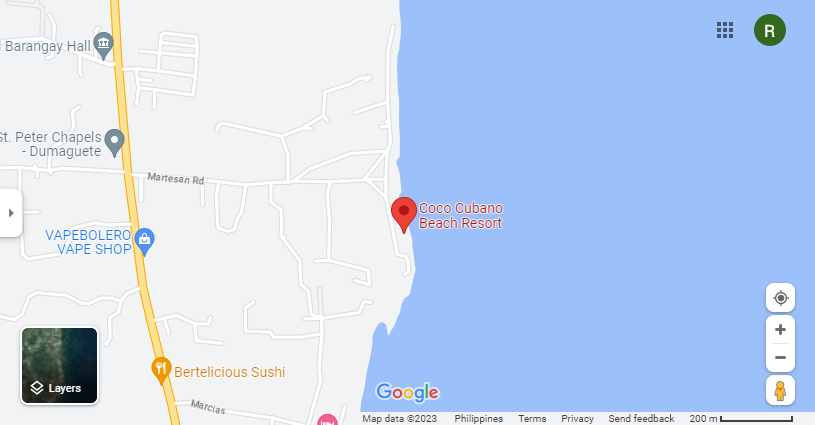 l Barangay Hall
R
St. Peter Chapels
- Dumaguete
Martesan Rd
Coco Cubano
Beach Resort
VAPEBOLERO
VAPE SHOP
Bertelicious Sushi
Layers
Marcias
Google
Map data ©2023 Philippines Terms Privacy Send feedback 200 m